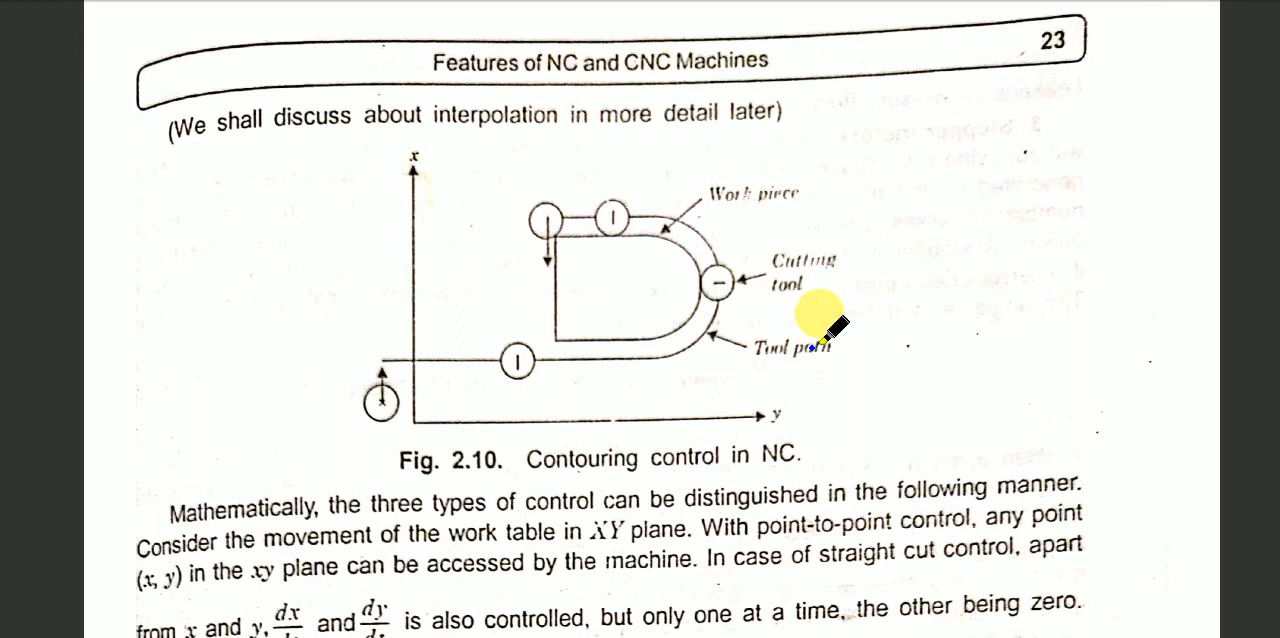 23
Features of NC and CNC Machines
(We shall discuss about interpolation in more detail later)
x
Work piece
Cutting
tool
Tool path
y
Fig. 2.10. Contouring control in NC.
Mathematically, the three types of control can be distinguished in the following manner.
Consider the movement of the work table in XY plane. With point-to-point control, any point
(x, y) in the xy plane can be accessed by the machine. In case of straight cut control, apart
from x and y, dx and dy is also controlled, but only one at a time, the other being zero.